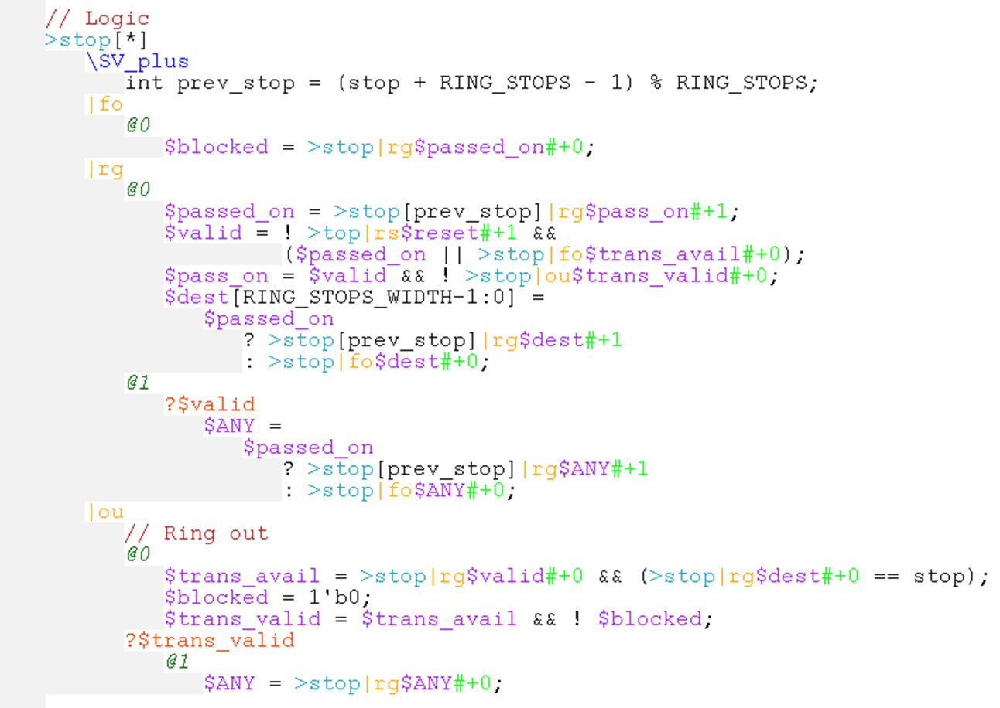 // Logic
>stop[*]
\SV_plus
int prev_stop = (stop + RING_STOPS - 1) % RING_STOPS;
|fo
@0
$blocked = >stop|rg$passed_on#+0;
|rg
@0
$passed_on = >stop[prev_stop]|rg$pass_on#+1;
$valid = ! >top|rs$reset#+1 &&
($passed_on || >stop|fo$trans_avail#+0);
$pass_on = $valid && ! >stop|ou$trans_valid#+0;
$dest[RING_STOPS_WIDTH-1:0] =
$passed_on
? >stop[prev_stop]|rg$dest#+1
: >stop|fo$dest#+0;
@1
?$valid
$ANY =
$passed_on
? >stop[prev_stop]|rg$ANY#+1
: >stop|fo$ANY#+0;
|ou
// Ring out
@0
$trans_avail = >stop|rg$valid#+0 && (>stop|rg$dest#+0 == stop);
$blocked = 1'b0;
$trans_valid = $trans_avail && ! $blocked;
?$trans_valid
@1
$ANY = >stop|rg$ANY#+0;